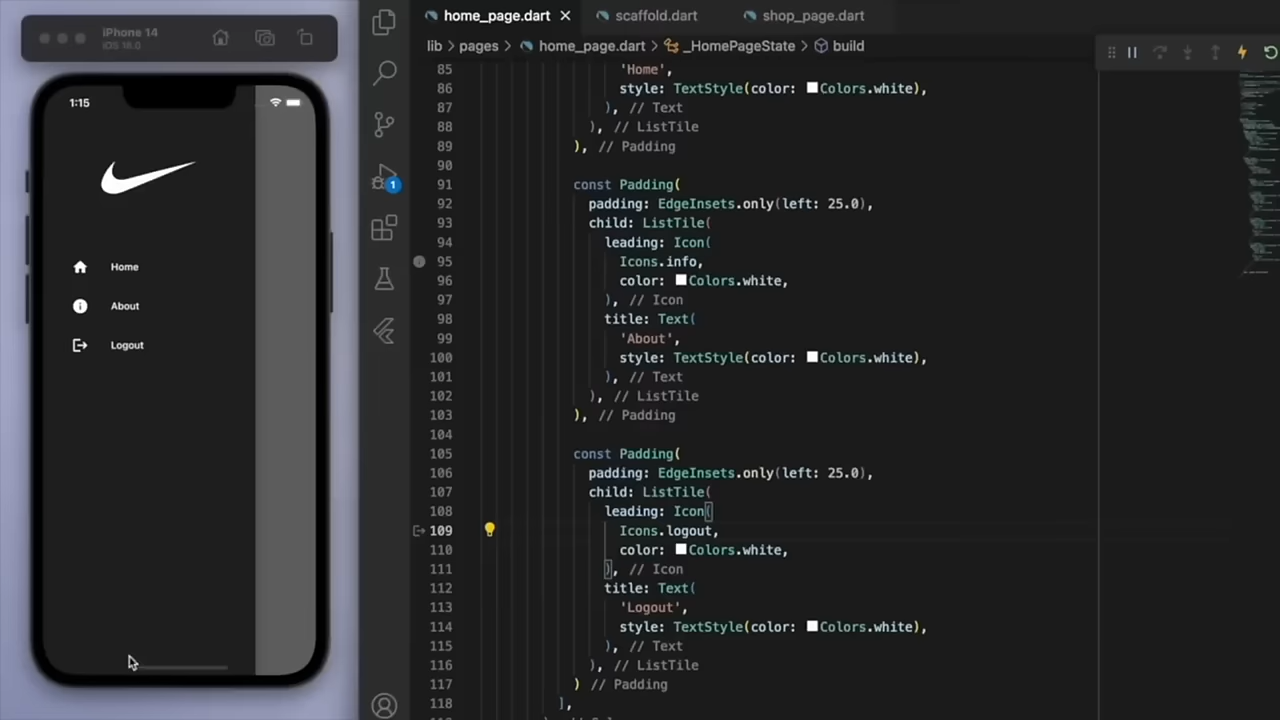 iPhone 14
iOS 16.0
1:15
Home
About
Logout
1
home_page.dart
scaffold.dart
shop_page.dart
lib > pages > home_page.dart > _HomePageState > build
85 'Home',
86 style: TextStyle(color: Colors.white),
87 ), // Text
88 ), // ListTile
89 ), // Padding
90
91 const Padding(
92 padding: EdgeInsets.only(left: 25.0),
93 child: ListTile(
94 leading: Icon(
95 Icons.info,
96 color: Colors.white,
97 ), // Icon
98 title: Text(
99 'About',
100 style: TextStyle(color: Colors.white),
101 ), // Text
102 ), // ListTile
103 ), // Padding
104
105 const Padding(
106 padding: EdgeInsets.only(left: 25.0),
107 child: ListTile(
108 leading: Icon(
109 Icons.logout,
110 color: Colors.white,
111 ), // Icon
112 title: Text(
113 'Logout',
114 style: TextStyle(color: Colors.white),
115 ), // Text
116 ), // ListTile
117 ) // Padding
118 ],